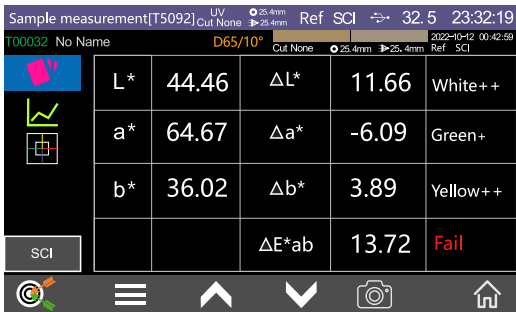 Sample measurement[T5092] UV Cut None 25.4mm 25.4mm Ref SCI 32.5 23:32:19
T00032 No Name D65/10° Cut None 25.4mm 25.4mm 2022-10-12 00:42:59 Ref SCI
L* 44.46 ΔL* 11.66 White++
a* 64.67 Δa* -6.09 Green+
b* 36.02 Δb* 3.89 Yellow++
ΔE*ab 13.72 Fail
SCI